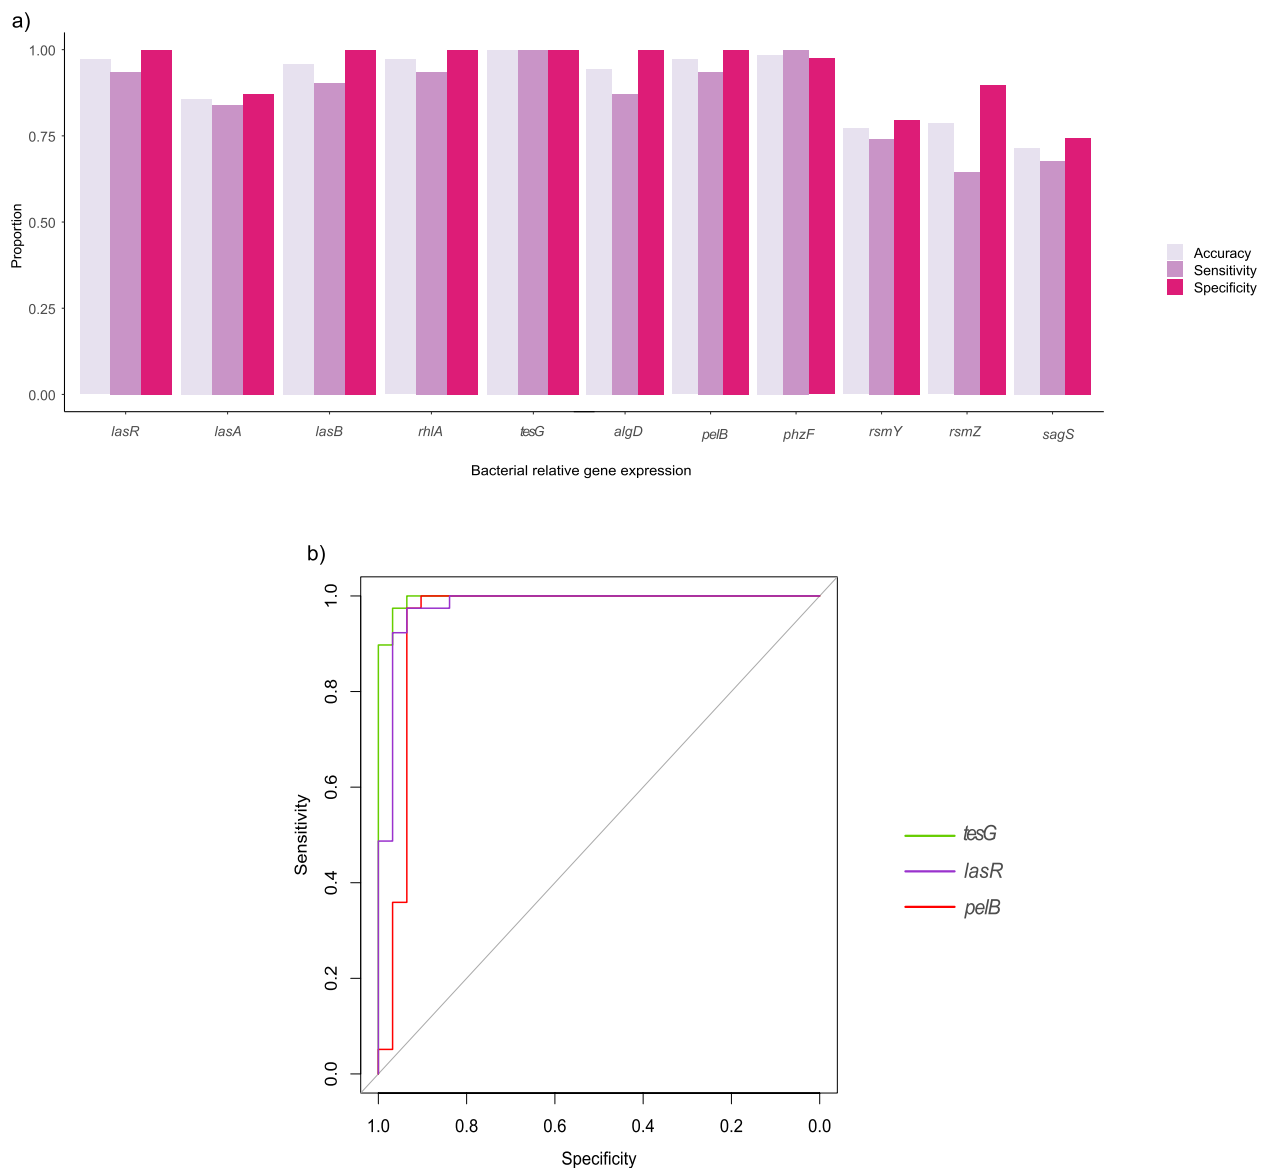 a)
1.00
0.75
0.50
0.25
0.00
Proportion
lasR lasA lasB rhlA tesG algD pelB phzF rsmY rsmZ sagS
Bacterial relative gene expression
Accuracy
Sensitivity
Specificity
b)
1.0
0.8
0.6
0.4
0.2
0.0
Sensitivity
1.0 0.8 0.6 0.4 0.2 0.0
Specificity
tesG
lasR
pelB